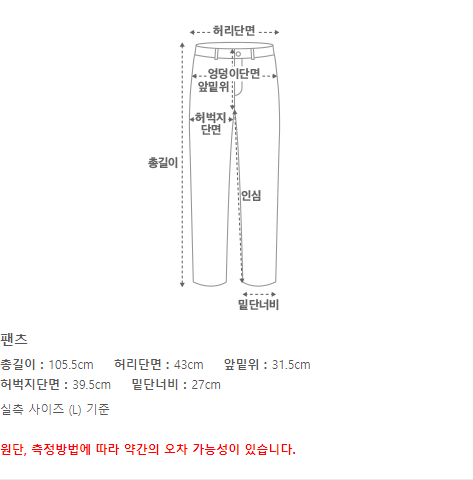 허리단면
엉덩이단면
앞밑위
허벅지
단면
총길이
인심
밑단너비
팬츠
총길이 : 105.5cm 허리단면 : 43cm 앞밑위 : 31.5cm
허벅지단면 : 39.5cm 밑단너비 : 27cm
실측 사이즈 (L) 기준
원단, 측정방법에 따라 약간의 오차 가능성이 있습니다.